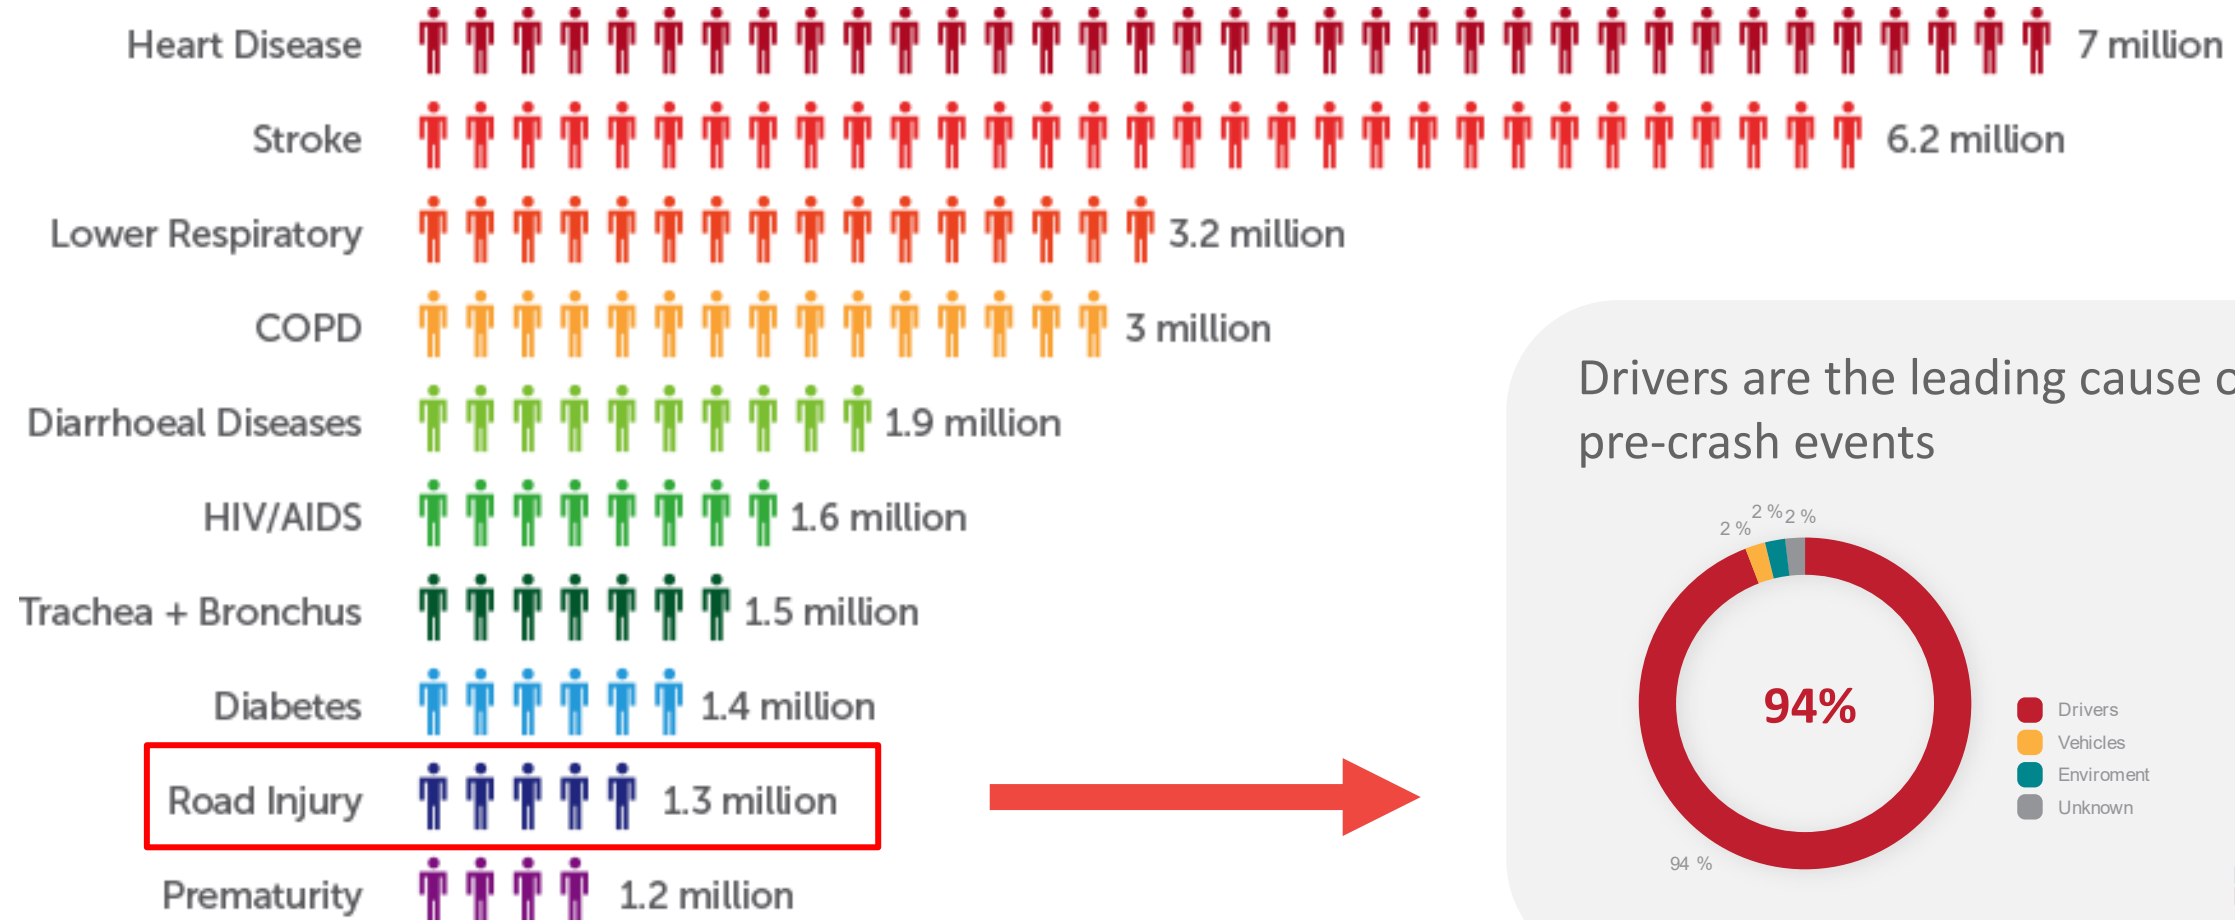 Heart Disease 7 million
Stroke 6.2 million
Lower Respiratory 3.2 million
COPD 3 million
Diarrhoeal Diseases 1.9 million
HIV/AIDS 1.6 million
Trachea + Bronchus 1.5 million
Diabetes 1.4 million
Road Injury 1.3 million
Prematurity 1.2 million
Drivers are the leading cause
pre-crash events
2 % 2 % 2 %
94%
94 %
Drivers
Vehicles
Enviroment
Unknown